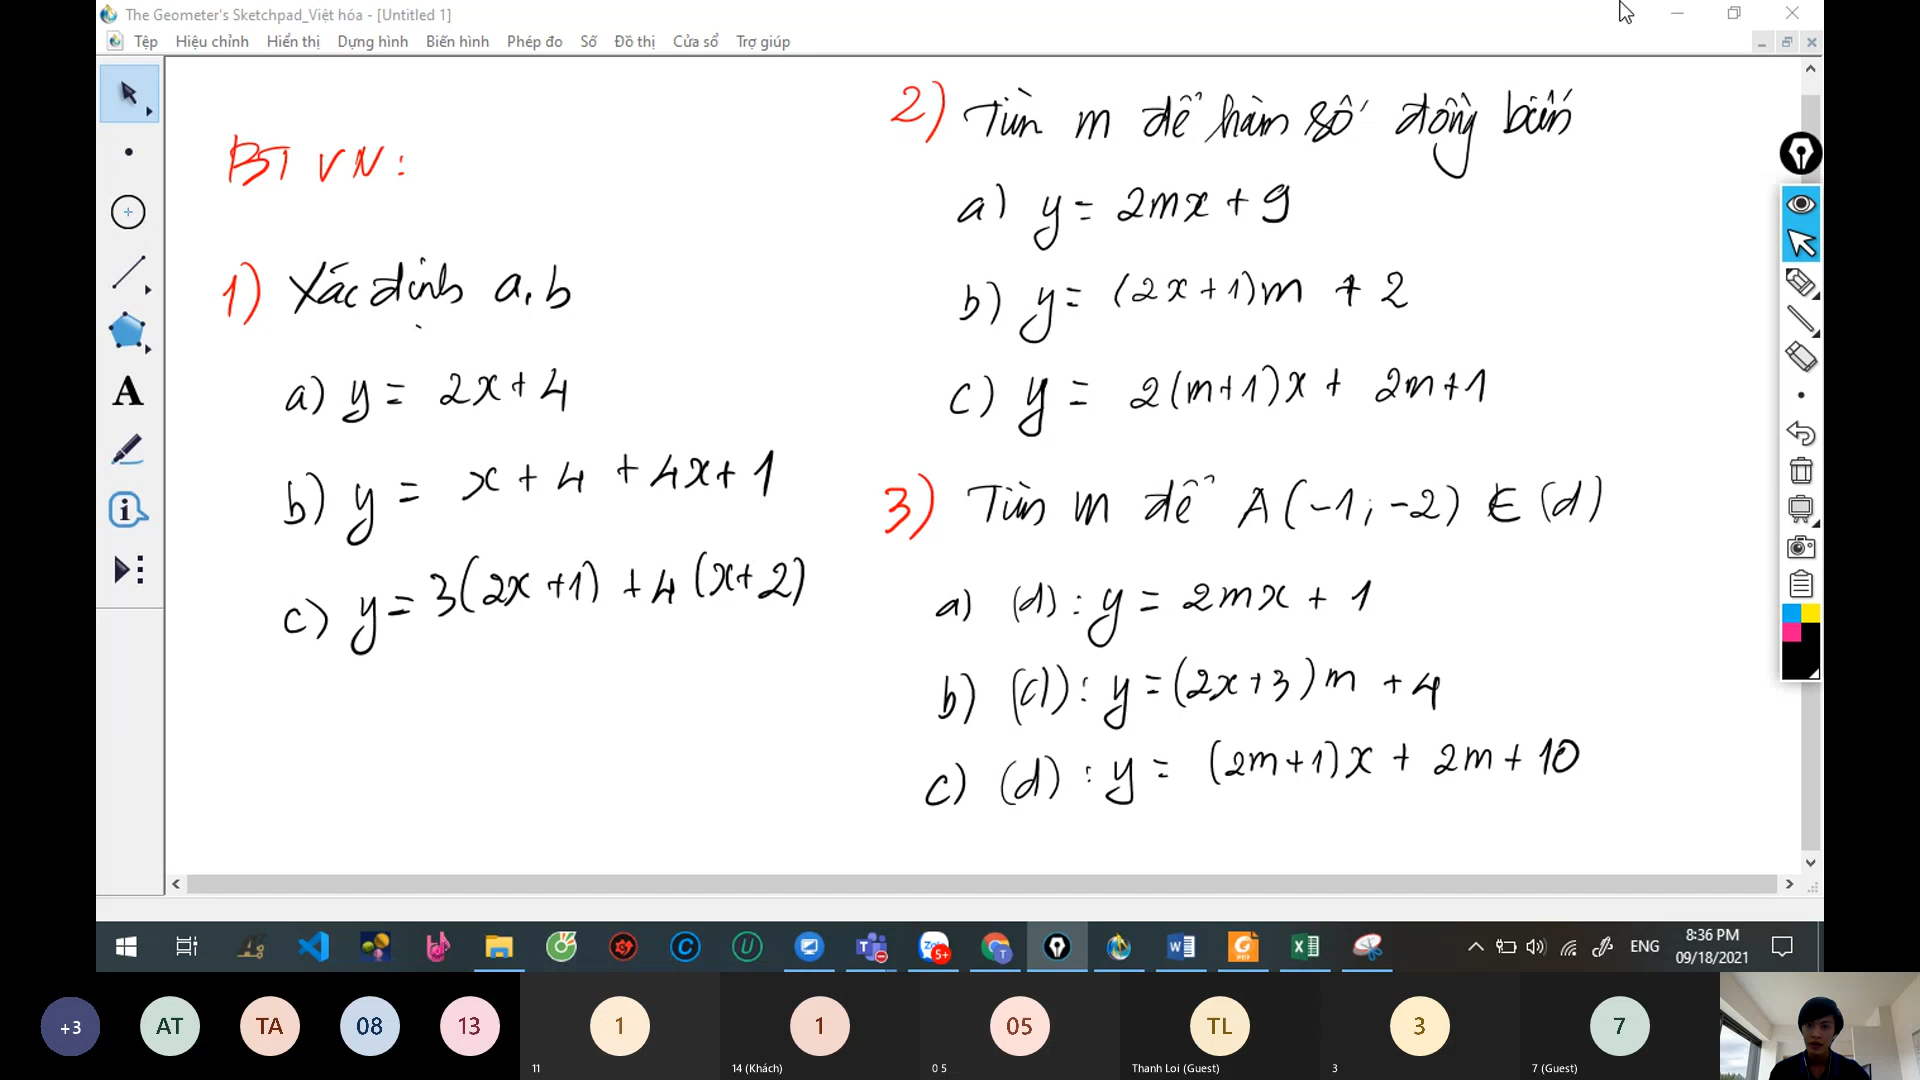 The Geometer's Sketchpad_Việt hóa - [Untitled 1]
Tệp Hiệu chỉnh Hiển thị Dựng hình Biến hình Phép đo Số Đồ thị Cửa sổ Trợ giúp
BTVN:
1) Xác định a, b
a) y = 2x + 4
b) y = x + 4 + 4x + 1
c) y = 3(2x + 1) + 4(x + 2)
2) Tìm m để hàm số đồng biến
a) y = 2mx + 9
b) y = (2x + 1)m + 2
c) y = 2(m+1)x + 2m+1
3) Tìm m để A(-1; -2) ∈ (d)
a) (d) : y = 2mx + 1
b) (d) : y = (2x+3)m + 4
c) (d) : y = (2m+1)x + 2m + 10
A
ENG
8:36 PM
09/18/2021
+3
AT
TA
08
13
1
11
1
14 (Khách)
05
0 5
TL
Thanh Loi (Guest)
3
3
7
7 (Guest)